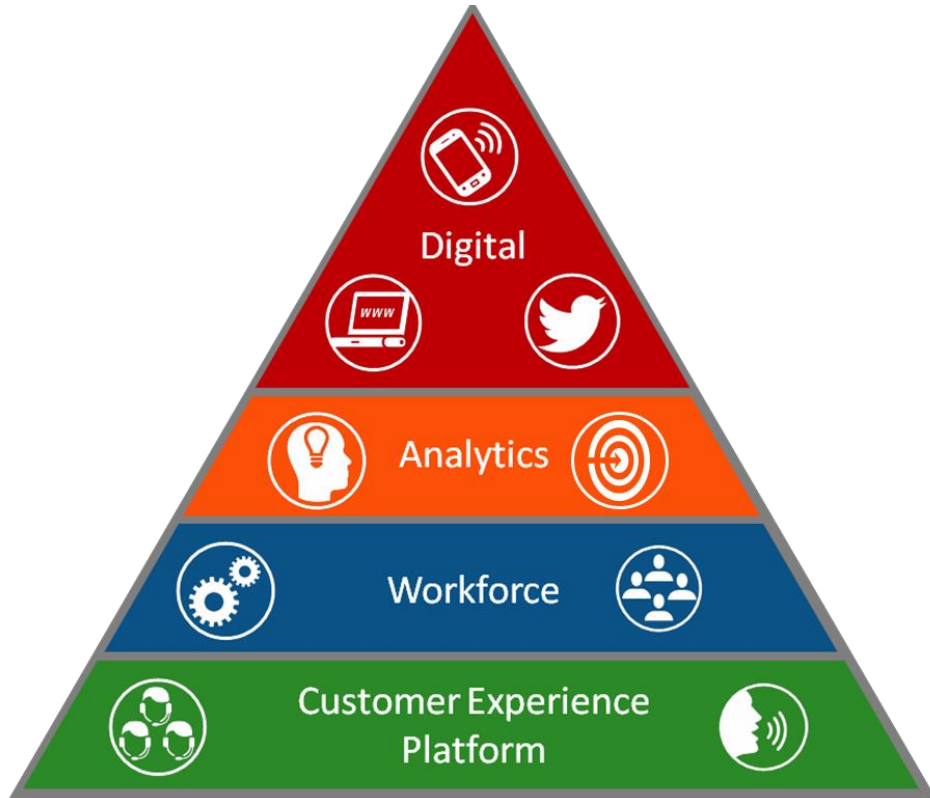 Digital
www
Analytics
Workforce
Customer Experience
Platform